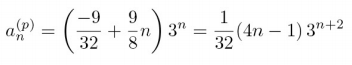 $a_n^{(p)} = \left( \frac{-9}{32} + \frac{9}{8}n \right) 3^n = \frac{1}{32}(4n-1)\,3^{n+2}$